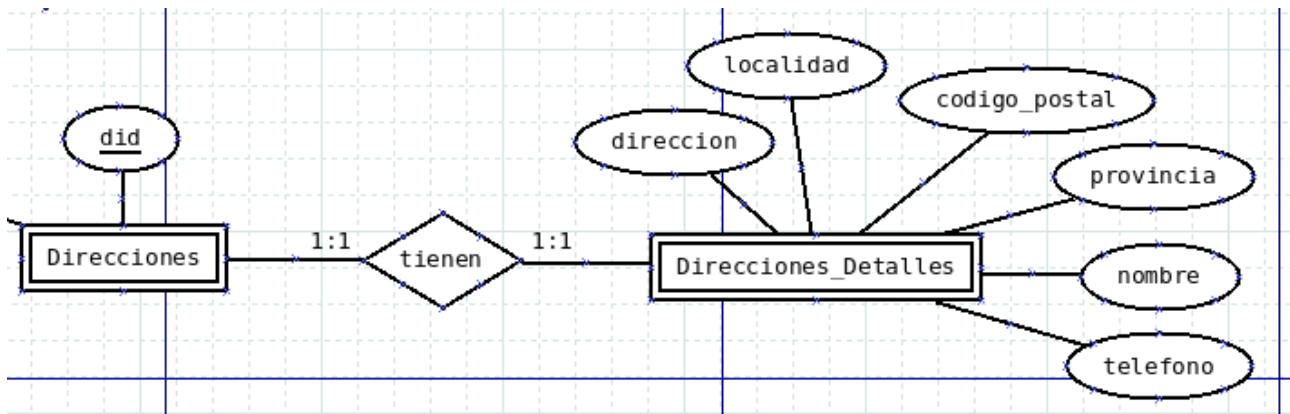 localidad
codigo_postal
did
direccion
provincia
1:1
1:1
Direcciones
tienen
Direcciones_Detalles
nombre
telefono